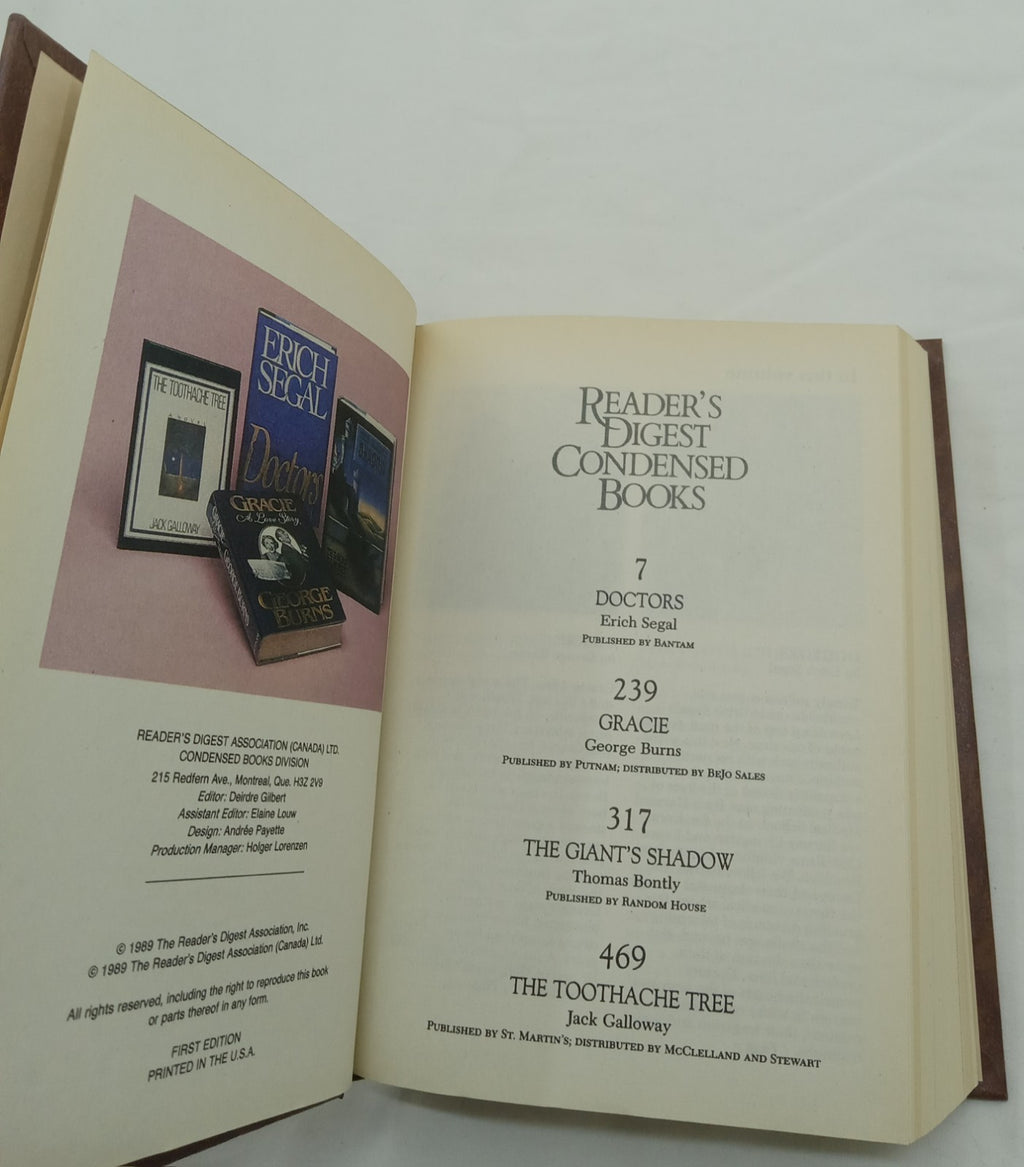 THE TOOTHACHE TREE
a novel
JACK GALLOWAY
ERICH
SEGAL
Doctors
GRACIE
A Love Story
GEORGE
BURNS
READER'S DIGEST ASSOCIATION (CANADA) LTD.
CONDENSED BOOKS DIVISION
215 Redfern Ave., Montreal, Que. H3Z 2V9
Editor: Deirdre Gilbert
Assistant Editor: Elaine Louw
Design: Andrée Payette
Production Manager: Holger Lorenzen
© 1989 The Reader's Digest Association, Inc.
© 1989 The Reader's Digest Association (Canada) Ltd.
All rights reserved, including the right to reproduce this book
or parts thereof in any form.
FIRST EDITION
PRINTED IN THE U.S.A.
READER'S
DIGEST
CONDENSED
BOOKS
7
DOCTORS
Erich Segal
PUBLISHED BY BANTAM
239
GRACIE
George Burns
PUBLISHED BY PUTNAM; DISTRIBUTED BY BEJO SALES
317
THE GIANT'S SHADOW
Thomas Bontly
PUBLISHED BY RANDOM HOUSE
469
THE TOOTHACHE TREE
Jack Galloway
PUBLISHED BY ST. MARTIN'S; DISTRIBUTED BY MCCLELLAND AND STEWART